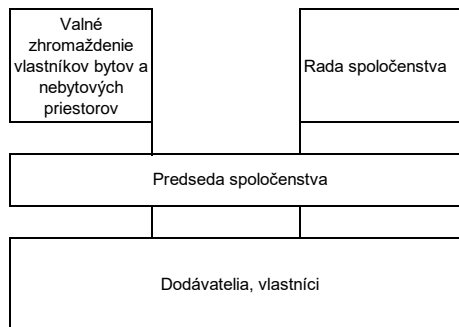 Valné
zhromaždenie
vlastníkov bytov a
nebytových
priestorov
Rada spoločenstva
Predseda spoločenstva
Dodávatelia, vlastníci